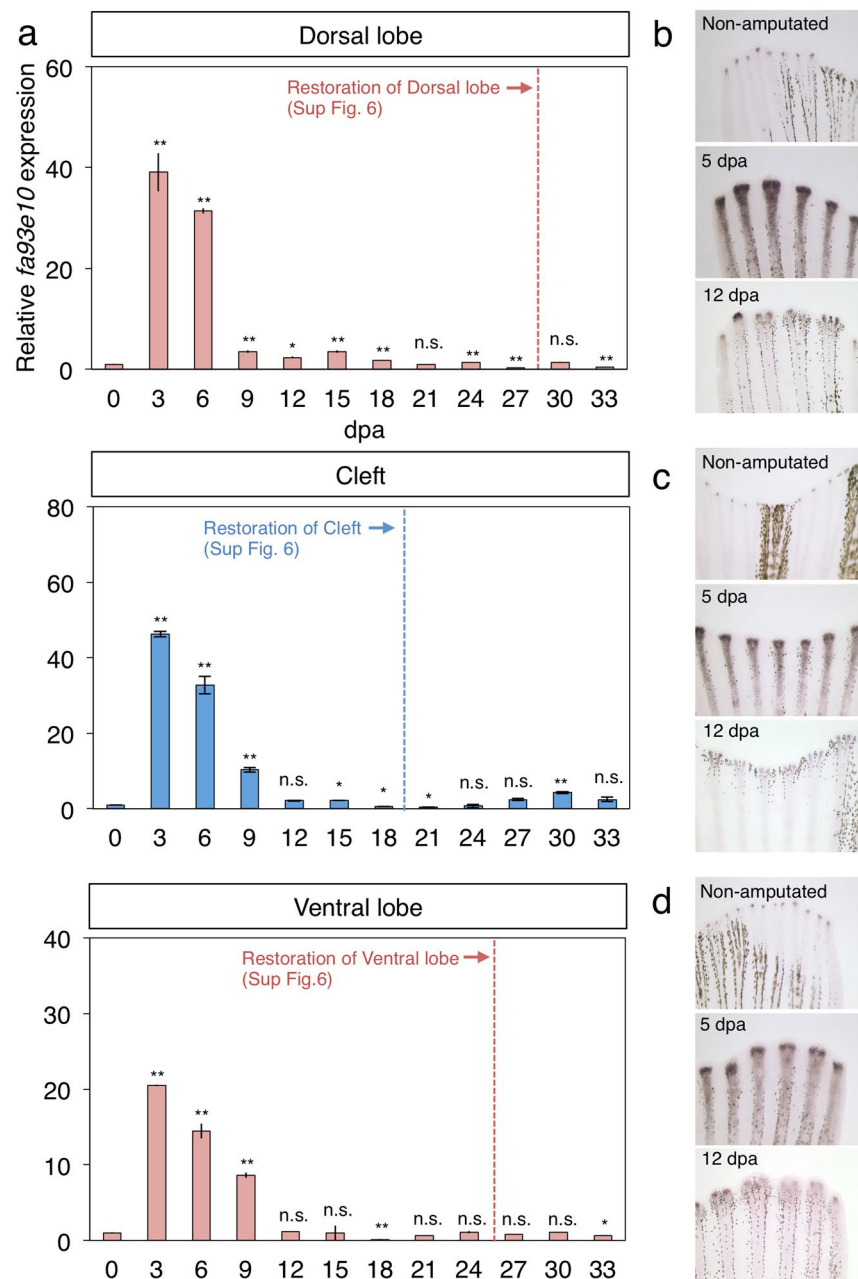 a
Dorsal lobe
Relative fa93e10 expression
60
40
20
0
Restoration of Dorsal lobe
(Sup Fig. 6)
**
**
**
*
**
**
n.s.
**
**
n.s.
**
0 3 6 9 12 15 18 21 24 27 30 33
dpa
b
Non-amputated
5 dpa
12 dpa
Cleft
80
60
40
20
0
Restoration of Cleft
(Sup Fig. 6)
**
**
**
n.s.
*
*
*
n.s.
n.s.
**
n.s.
0 3 6 9 12 15 18 21 24 27 30 33
c
Non-amputated
5 dpa
12 dpa
Ventral lobe
40
30
20
10
0
Restoration of Ventral lobe
(Sup Fig.6)
**
**
**
n.s.
n.s.
**
n.s.
n.s.
n.s.
n.s.
*
0 3 6 9 12 15 18 21 24 27 30 33
d
Non-amputated
5 dpa
12 dpa